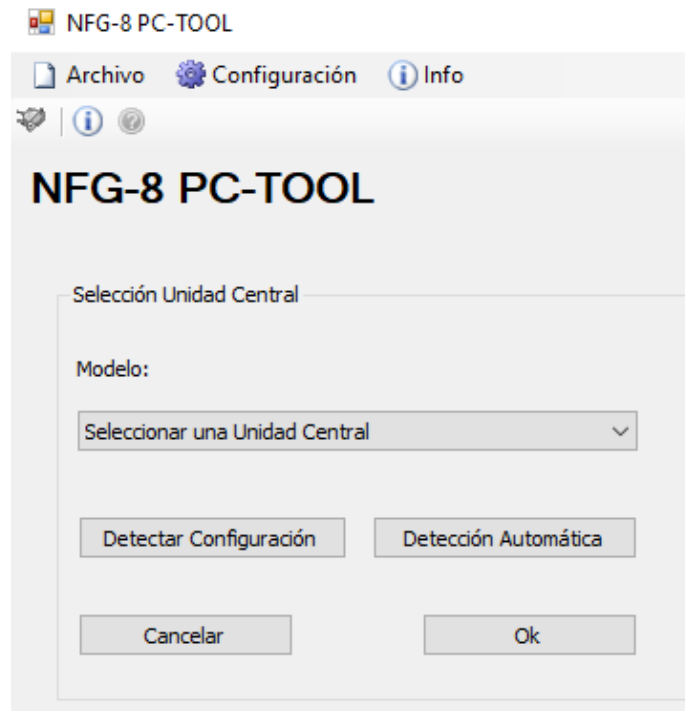 NFG-8 PC-TOOL
Archivo Configuración Info
NFG-8 PC-TOOL
Selección Unidad Central
Modelo:
Seleccionar una Unidad Central
Detectar Configuración Detección Automática
Cancelar Ok